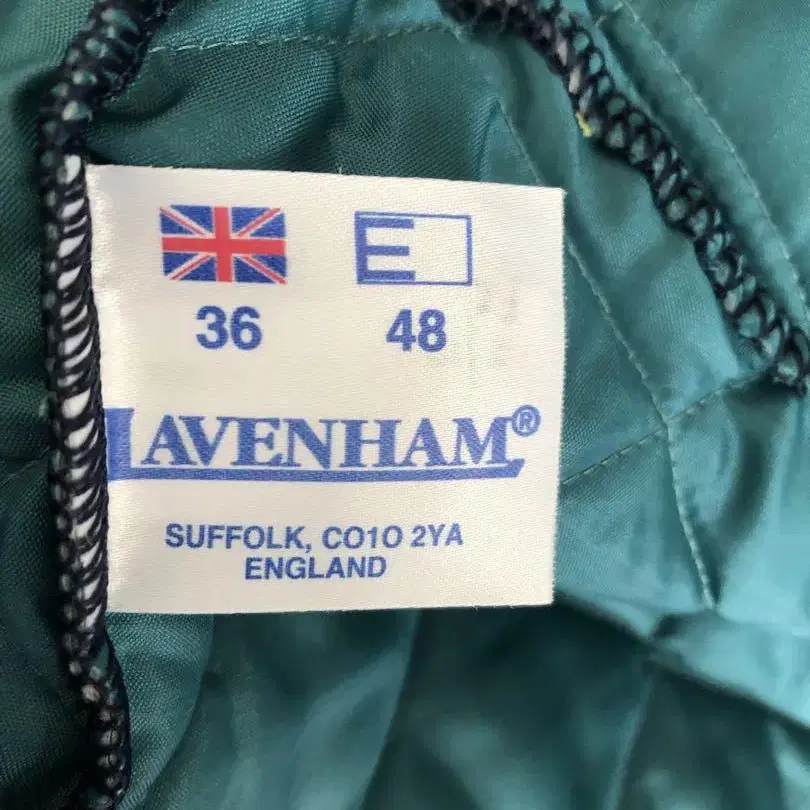 E
36 48
LAVENHAM®
SUFFOLK, CO10 2YA
ENGLAND